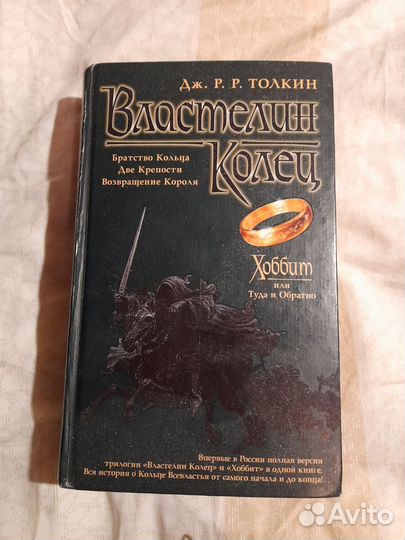 Дж. Р. Р. ТОЛКИН
ВЛАСТЕЛИН
КОЛЕЦ
Братство Кольца
Две Крепости
Возвращение Короля
Хоббит
или
Туда и Обратно
Впервые в России полная версия
трилогии «Властелин Колец» и «Хоббит» в одной книге.
Вся история о Кольце Всевластья от самого начала и до конца!
Avito